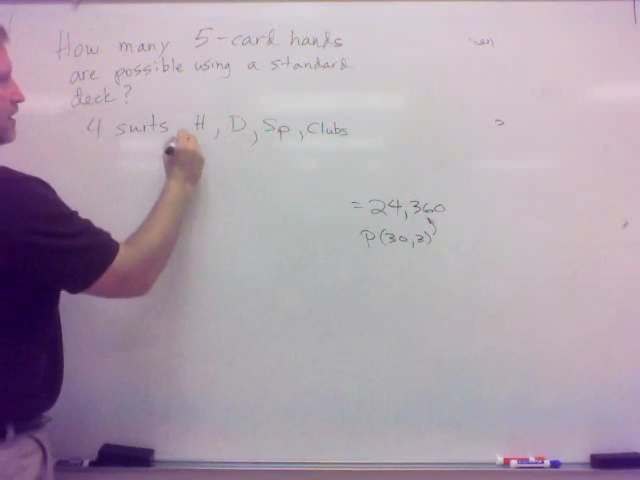 How many 5-card hands
are possible using a standard
deck?
4 suits H, D, Sp, Clubs
= 24,360
P(30,3)